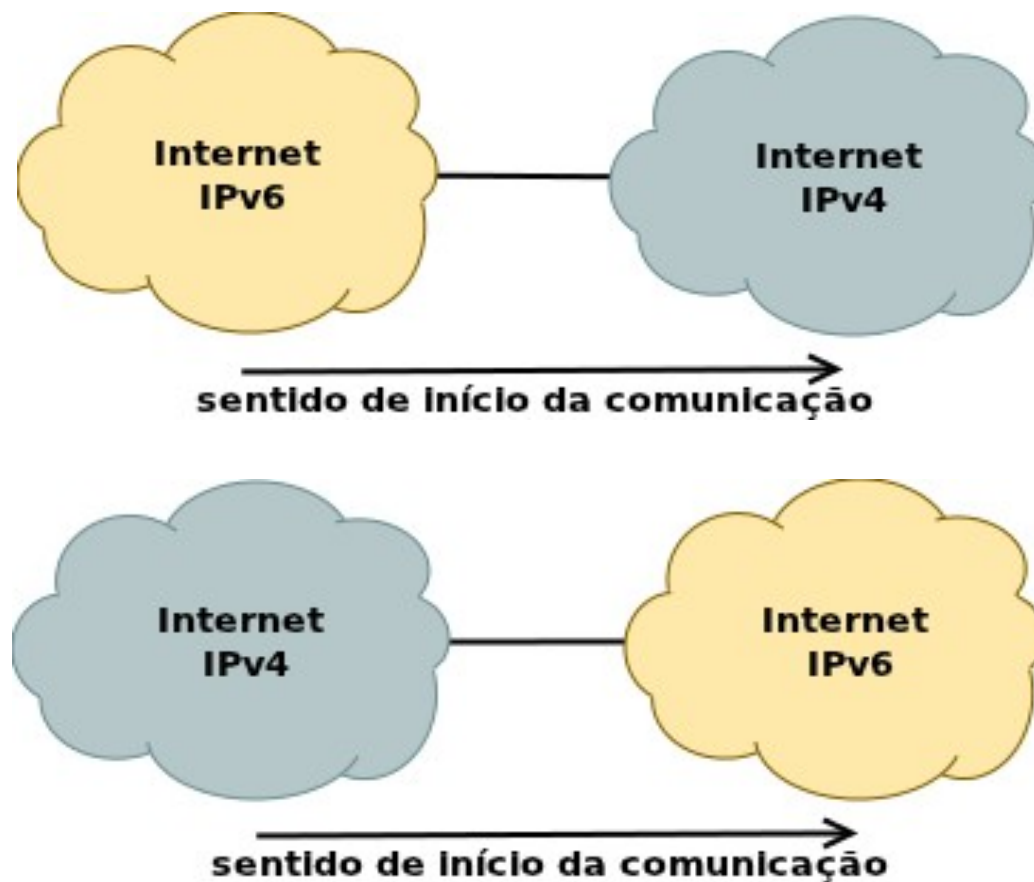 Internet
IPv6
Internet
IPv4
sentido de início da comunicação
Internet
IPv4
Internet
IPv6
sentido de início da comunicação